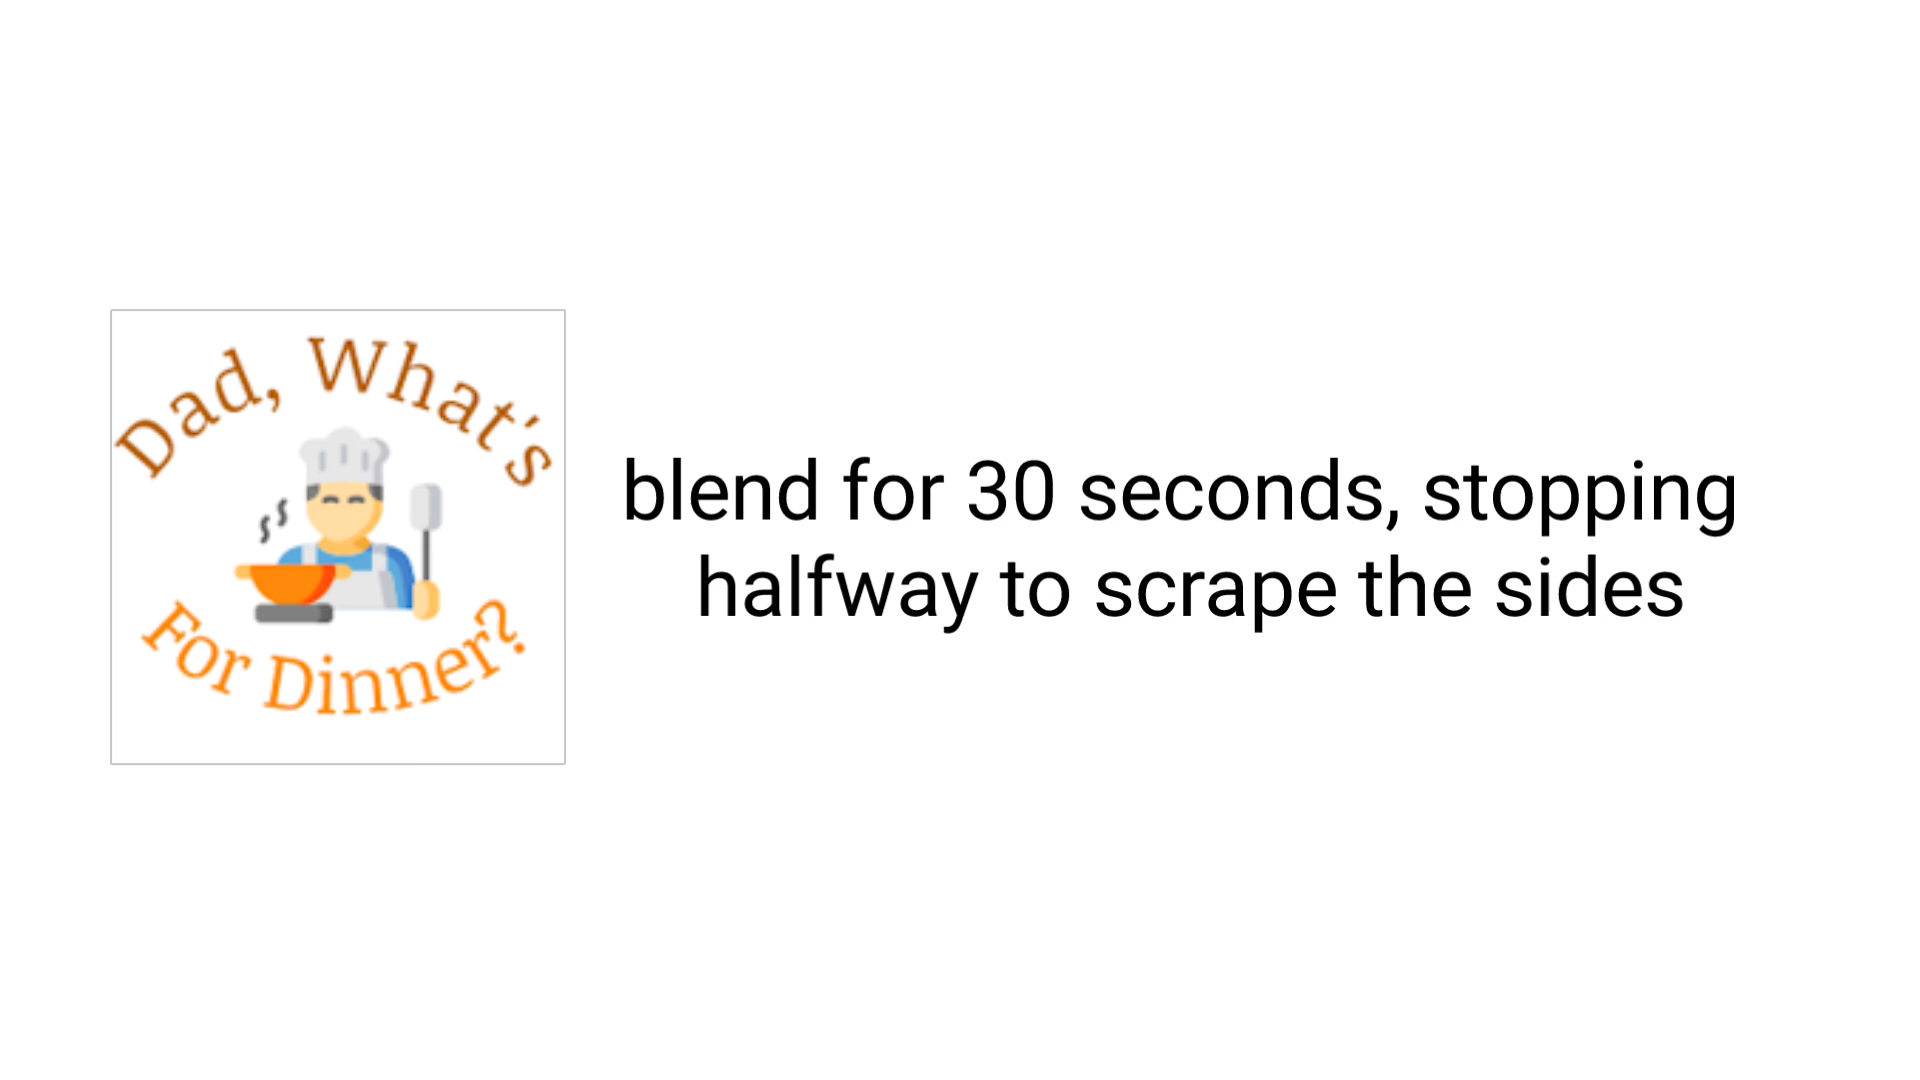 Dad, What's
For Dinner?
blend for 30 seconds, stopping
halfway to scrape the sides